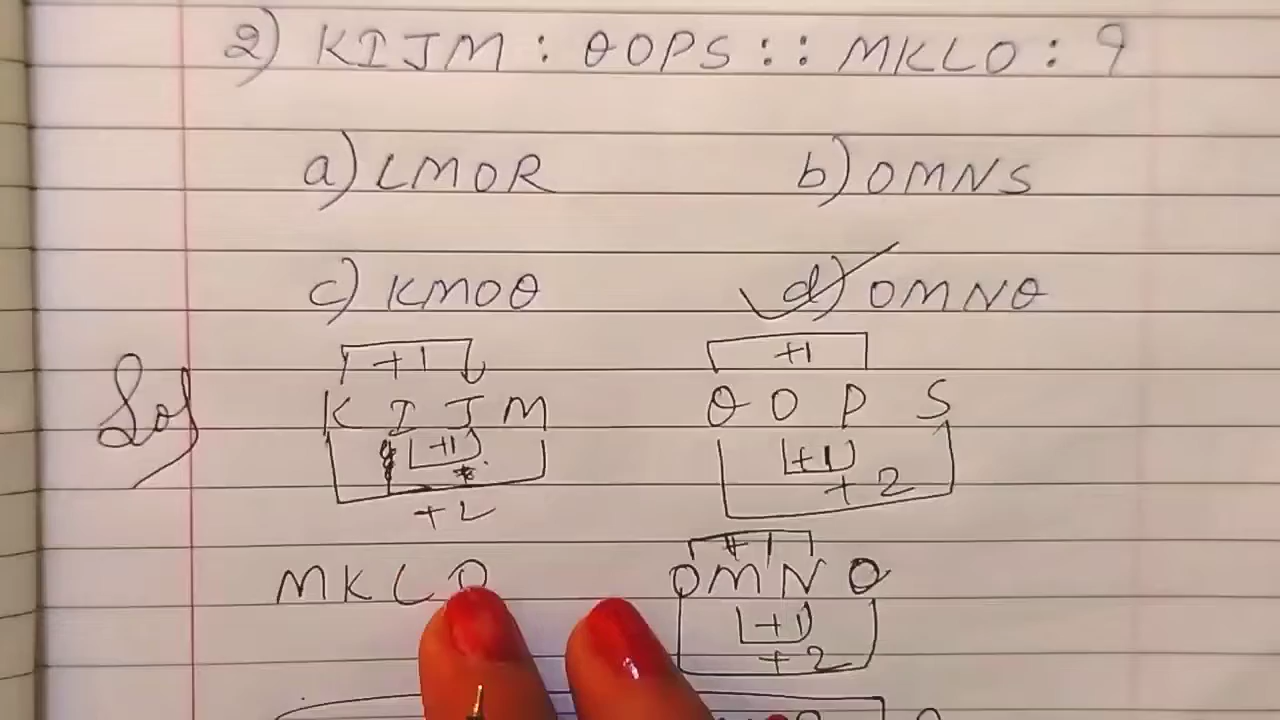 2) KIJM : QOPS :: MKLO : ?
a) LMOR b) OMNS
c) KMOQ d) OMNQ
+1 +1
Sol K I J M Q O P S
+1 +1
+2 +2
+1
MKLO OMNQ
+1
+2